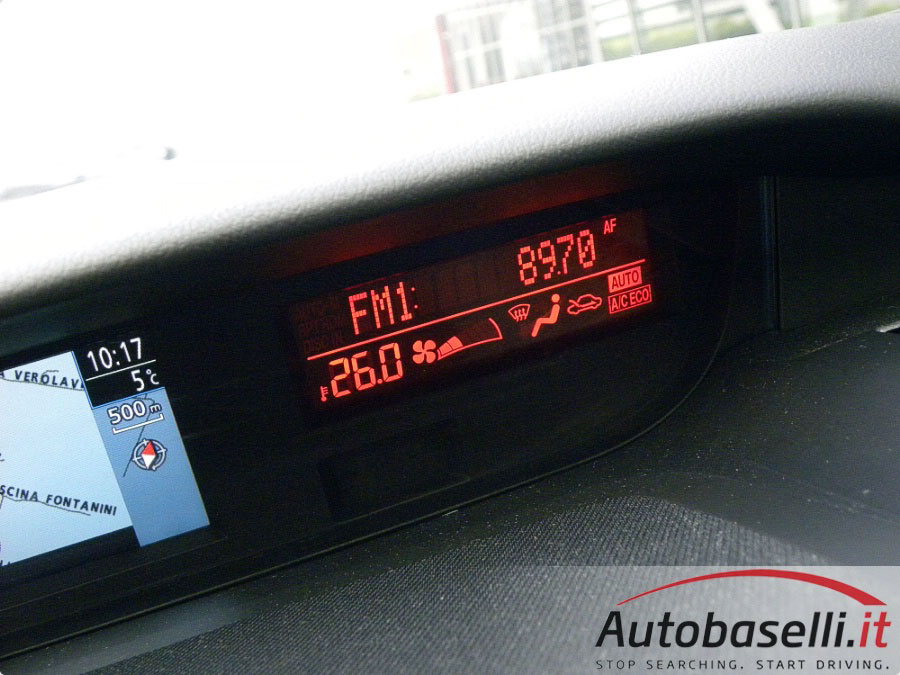 AF
FM1: 89.70
AUTO
A/C ECO
26.0
10:17
5°C
500m
VEROLAV
SCINA FONTANINI
Autobaselli.it
STOP SEARCHING. START DRIVING.